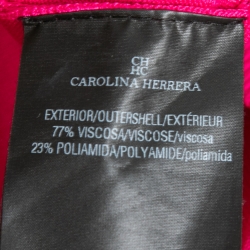 CH
HC
CAROLINA HERRERA
EXTERIOR/OUTERSHELL/EXTÉRIEUR
77% VISCOSA/VISCOSE/viscosa
23% POLIAMIDA/POLYAMIDE/poliamida